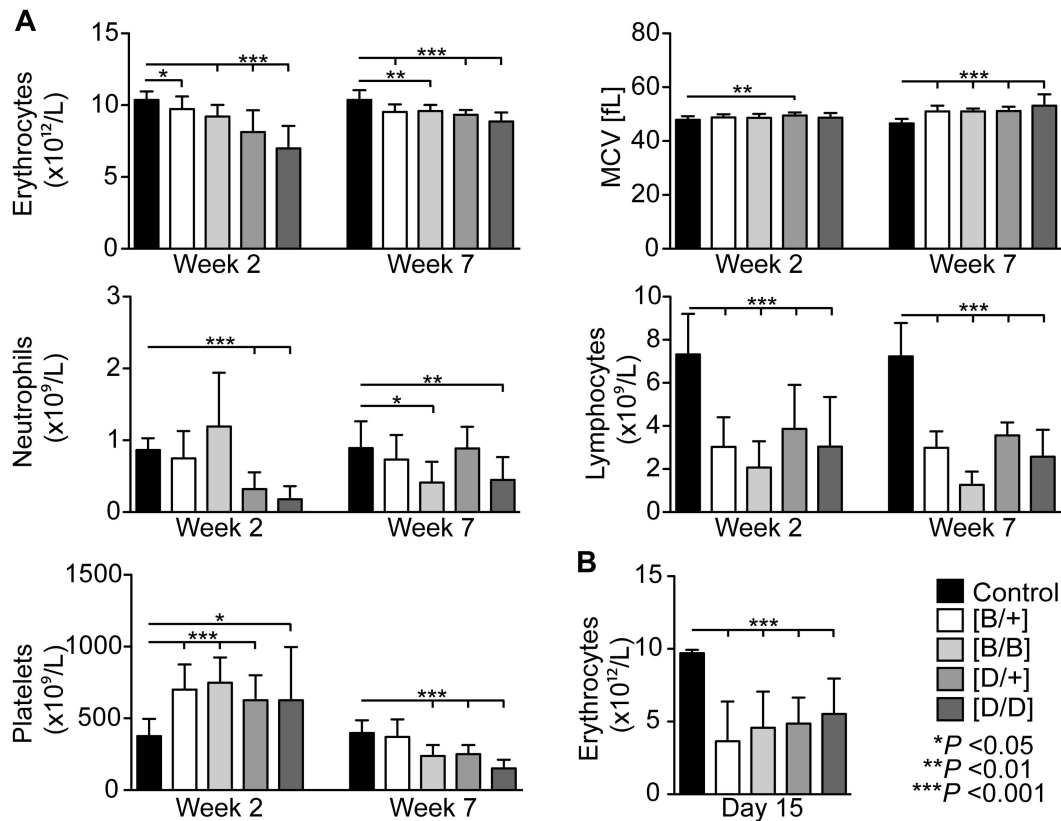 A
Erythrocytes
(x10¹²/L)
15
10
5
0
*
***
**
***
Week 2
Week 7
MCV [fL]
80
60
40
20
0
**
***
Week 2
Week 7
Neutrophils
(x10⁹/L)
3
2
1
0
***
*
**
Week 2
Week 7
Lymphocytes
(x10⁹/L)
10
8
6
4
2
0
***
***
Week 2
Week 7
Platelets
(x10⁹/L)
1500
1000
500
0
*
***
***
Week 2
Week 7
B
Erythrocytes
(x10¹²/L)
15
10
5
0
***
Day 15
Control
[B/+]
[B/B]
[D/+]
[D/D]
*P <0.05
**P <0.01
***P <0.001